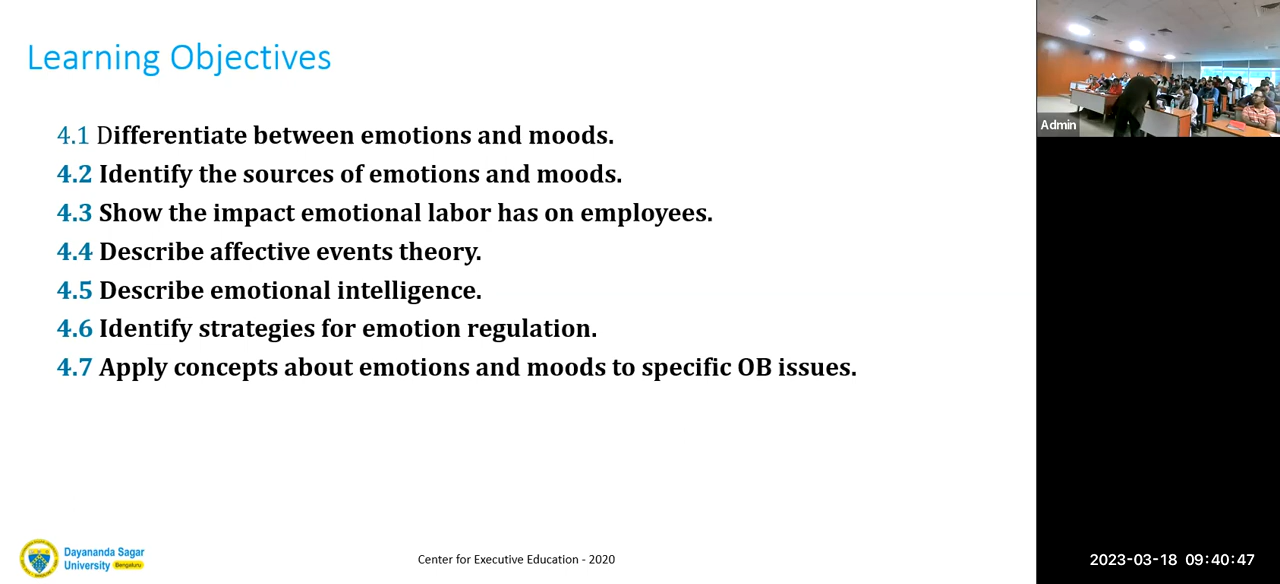 Learning Objectives
4.1 Differentiate between emotions and moods.
4.2 Identify the sources of emotions and moods.
4.3 Show the impact emotional labor has on employees.
4.4 Describe affective events theory.
4.5 Describe emotional intelligence.
4.6 Identify strategies for emotion regulation.
4.7 Apply concepts about emotions and moods to specific OB issues.
Dayananda Sagar
University Bengaluru
Center for Executive Education - 2020
Admin
2023-03-18 09:40:47